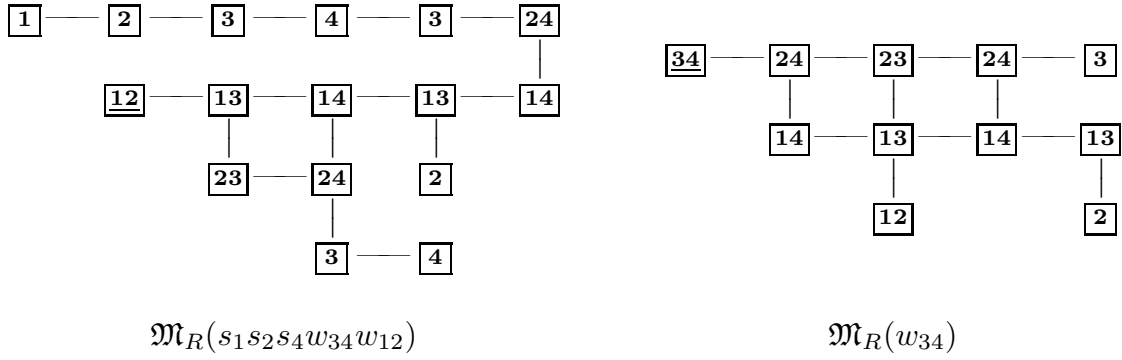 1 2 3 4 3 24
12 13 14 13 14
23 24 2
3 4
𝔐_R(s_1s_2s_4w_{34}w_{12})
34 24 23 24 3
14 13 14 13
12 2
𝔐_R(w_{34})